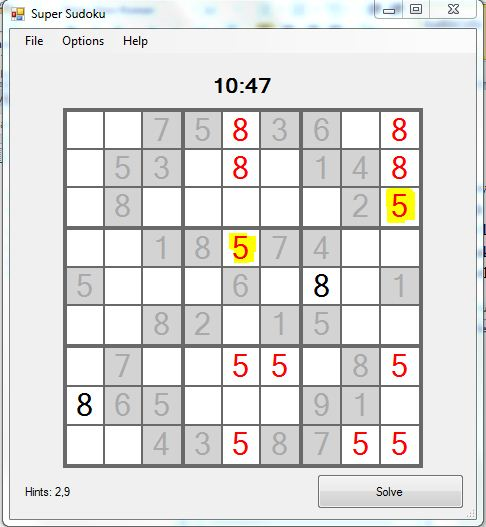 Super Sudoku
File Options Help
10:47
7 5 8 3 6 8
5 3 8 1 4 8
8 2 5
1 8 5 7 4
5 6 8 1
8 2 1 5
7 5 5 8 5
8 6 5 9 1
4 3 5 8 7 5 5
Hints: 2,9 Solve